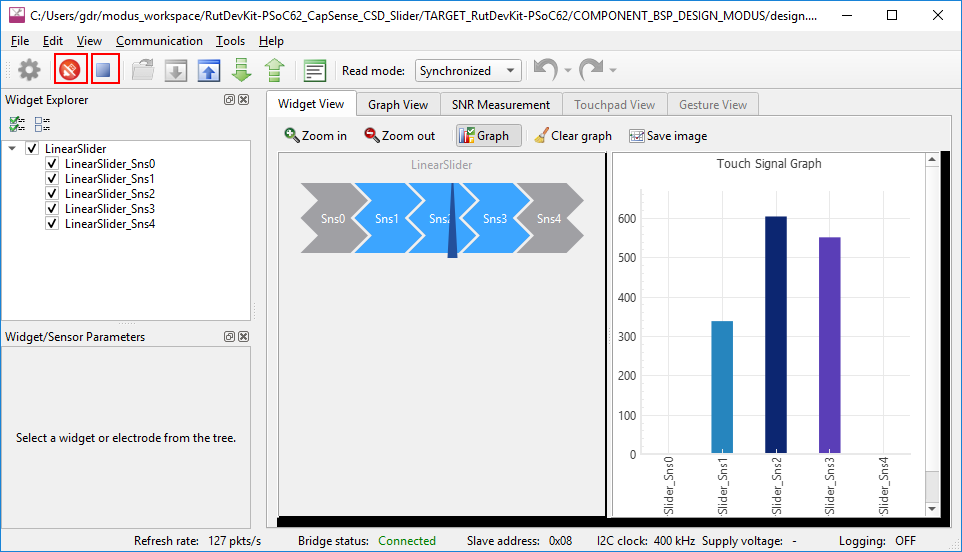 C:/Users/gdr/modus_workspace/RutDevKit-PSoC62_CapSense_CSD_Slider/TARGET_RutDevKit-PSoC62/COMPONENT_BSP_DESIGN_MODUS/design....
File Edit View Communication Tools Help
Read mode: Synchronized
Widget Explorer
LinearSlider
LinearSlider_Sns0
LinearSlider_Sns1
LinearSlider_Sns2
LinearSlider_Sns3
LinearSlider_Sns4
Widget/Sensor Parameters
Select a widget or electrode from the tree.
Widget View Graph View SNR Measurement Touchpad View Gesture View
Zoom in Zoom out Graph Clear graph Save image
LinearSlider
Sns0 Sns1 Sns2 Sns3 Sns4
Touch Signal Graph
600
500
400
300
200
100
0
Slider_Sns0 rSlider_Sns1 rSlider_Sns2 rSlider_Sns3 Slider_Sns4
Refresh rate: 127 pkts/s Bridge status: Connected Slave address: 0x08 I2C clock: 400 kHz Supply voltage: - Logging: OFF